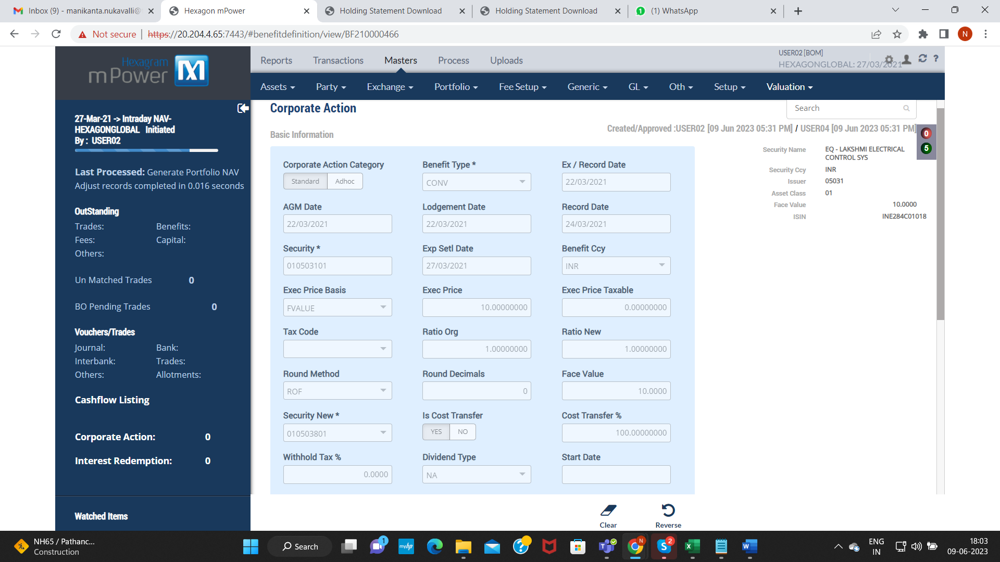 Inbox (9) - manikanta.nukavalli@
Hexagon mPower
Holding Statement Download
Holding Statement Download
1
(1) WhatsApp
Not secure
https://20.204.4.65:7443/#benefitdefinition/view/BF210000466
N
Hexagram
mPower
Reports
Transactions
Masters
Process
Uploads
USER02 [BOM]
HEXAGONGLOBAL: 27/03/2021
?
Assets
Party
Exchange
Portfolio
Fee Setup
Generic
GL
Oth
Setup
Valuation
27-Mar-21 -> Intraday NAV-
HEXAGONGLOBAL Initiated
By : USER02
Last Processed: Generate Portfolio NAV
Adjust records completed in 0.016 seconds
OutStanding
Trades:
Benefits:
Fees:
Capital:
Others:
Un Matched Trades 0
BO Pending Trades 0
Vouchers/Trades
Journal:
Bank:
Interbank:
Trades:
Others:
Allotments:
Cashflow Listing
Corporate Action: 0
Interest Redemption: 0
Watched Items
Corporate Action
Search
Basic Information
Created/Approved :USER02 [09 Jun 2023 05:31 PM] / USER04 [09 Jun 2023 05:31 PM]
0
5
Corporate Action Category
Standard
Adhoc
Benefit Type *
CONV
Ex / Record Date
22/03/2021
AGM Date
22/03/2021
Lodgement Date
22/03/2021
Record Date
24/03/2021
Security *
010503101
Exp Setl Date
27/03/2021
Benefit Ccy
INR
Exec Price Basis
FVALUE
Exec Price
10.00000000
Exec Price Taxable
0.00000000
Tax Code
Ratio Org
1.00000000
Ratio New
1.00000000
Round Method
ROF
Round Decimals
0
Face Value
10.0000
Security New *
010503801
Is Cost Transfer
YES
NO
Cost Transfer %
100.00000000
Withhold Tax %
0.0000
Dividend Type
NA
Start Date
Security Name
EQ - LAKSHMI ELECTRICAL
CONTROL SYS
Security Ccy
INR
Issuer
05031
Asset Class
01
Face Value
10.0000
ISIN
INE284C01018
Clear
Reverse
NH65 / Pathanc...
Construction
Search
1
myhp
?
T
N
S
2
X
W
ENG
IN
18:03
09-06-2023